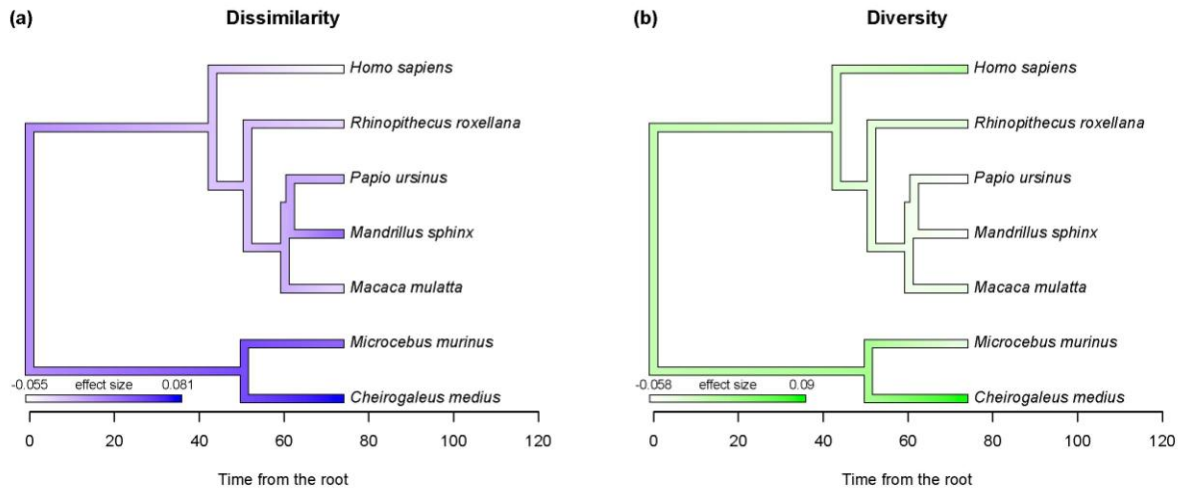 (a) Dissimilarity
Homo sapiens
Rhinopithecus roxellana
Papio ursinus
Mandrillus sphinx
Macaca mulatta
Microcebus murinus
-0.055 effect size 0.081
Cheirogaleus medius
0 20 40 60 80 100 120
Time from the root
(b) Diversity
Homo sapiens
Rhinopithecus roxellana
Papio ursinus
Mandrillus sphinx
Macaca mulatta
Microcebus murinus
-0.058 effect size 0.09
Cheirogaleus medius
0 20 40 60 80 100 120
Time from the root